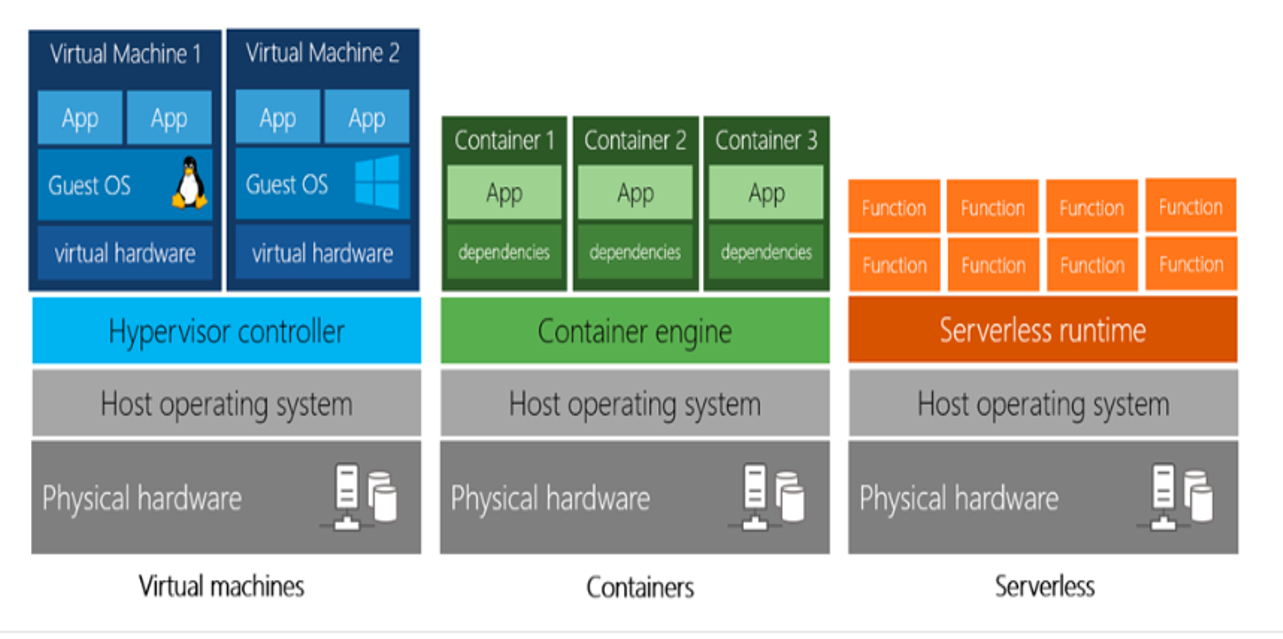 Virtual Machine 1
App App
Guest OS
virtual hardware
Virtual Machine 2
App App
Guest OS
virtual hardware
Hypervisor controller
Host operating system
Physical hardware
Virtual machines
Container 1
App
dependencies
Container 2
App
dependencies
Container 3
App
dependencies
Container engine
Host operating system
Physical hardware
Containers
Function Function Function Function
Function Function Function Function
Serverless runtime
Host operating system
Physical hardware
Serverless